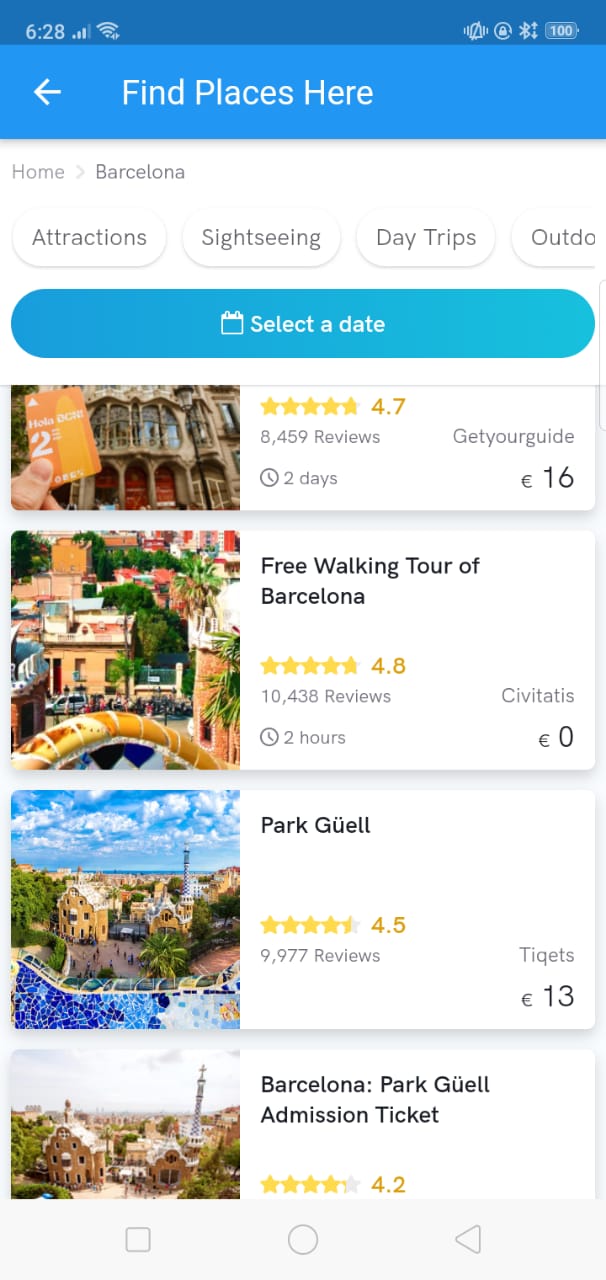 6:28
100
Find Places Here
Home > Barcelona
Attractions
Sightseeing
Day Trips
Outdo
Select a date
Hola BCN!
2
4.7
8,459 Reviews
Getyourguide
2 days
€ 16
Free Walking Tour of
Barcelona
4.8
10,438 Reviews
Civitatis
2 hours
€ 0
Park Güell
4.5
9,977 Reviews
Tiqets
€ 13
Barcelona: Park Güell
Admission Ticket
4.2